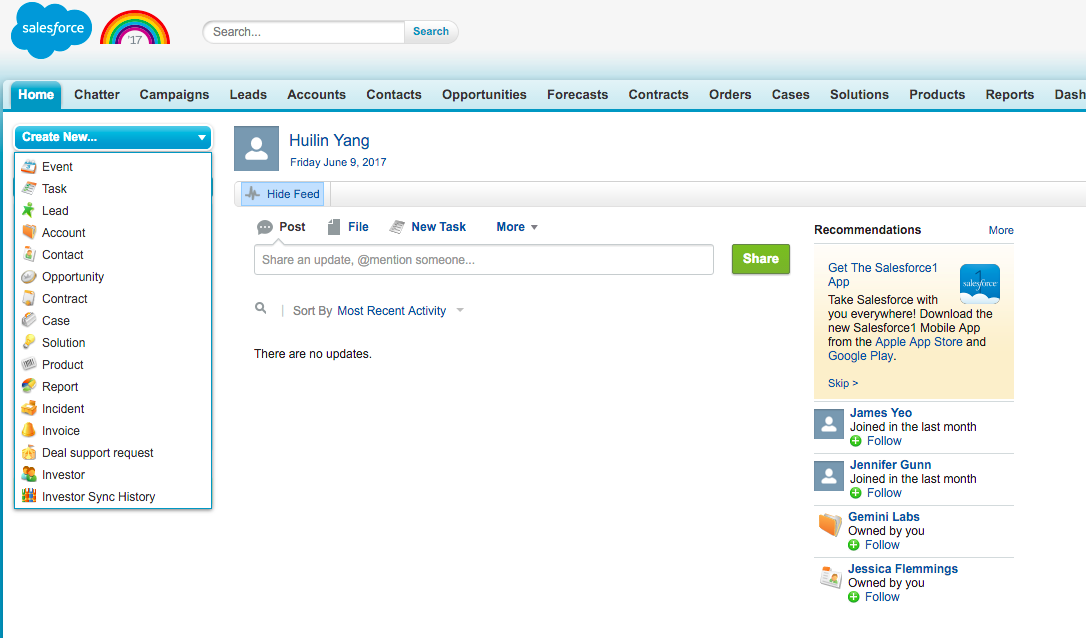 salesforce
'17
Search...
Search
Home
Chatter
Campaigns
Leads
Accounts
Contacts
Opportunities
Forecasts
Contracts
Orders
Cases
Solutions
Products
Reports
Dash
Create New...
Event
Task
Lead
Account
Contact
Opportunity
Contract
Case
Solution
Product
Report
Incident
Invoice
Deal support request
Investor
Investor Sync History
Huilin Yang
Friday June 9, 2017
Hide Feed
Post
File
New Task
More
Share an update, @mention someone...
Share
Sort By Most Recent Activity
There are no updates.
Recommendations
More
Get The Salesforce1
App
1
salesforce
Take Salesforce with
you everywhere! Download the
new Salesforce1 Mobile App
from the Apple App Store and
Google Play.
Skip >
James Yeo
Joined in the last month
Follow
Jennifer Gunn
Joined in the last month
Follow
Gemini Labs
Owned by you
Follow
Jessica Flemmings
Owned by you
Follow